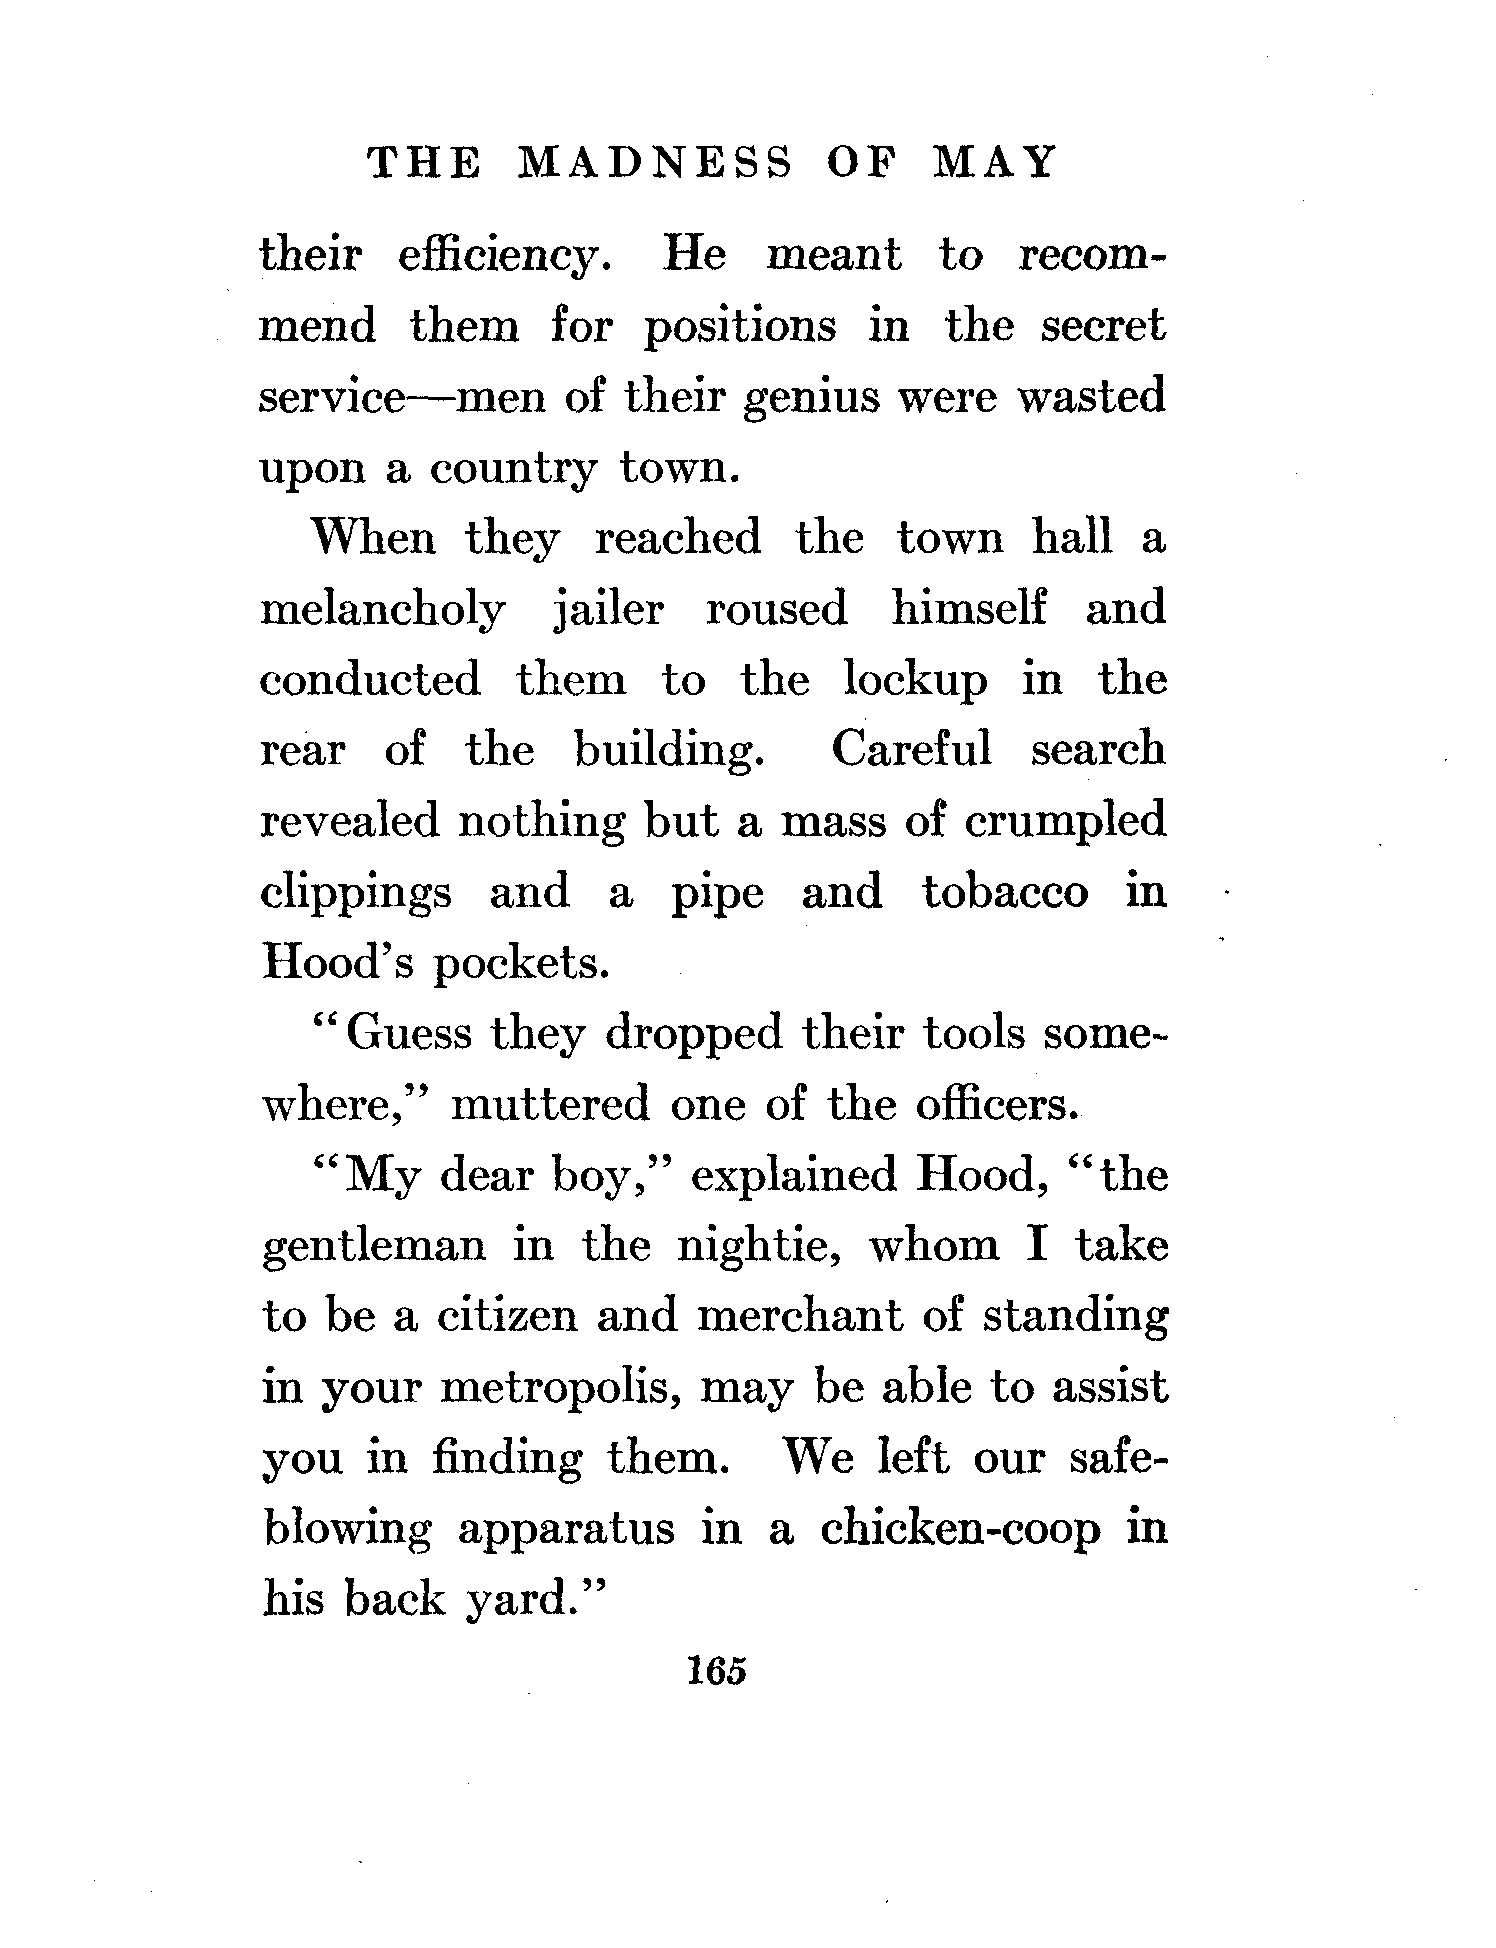 THE MADNESS OF MAY
their efficiency. He meant to recom-
mend them for positions in the secret
service—men of their genius were wasted
upon a country town.
When they reached the town hall a
melancholy jailer roused himself and
conducted them to the lockup in the
rear of the building. Careful search
revealed nothing but a mass of crumpled
clippings and a pipe and tobacco in
Hood's pockets.
“Guess they dropped their tools some-
where,” muttered one of the officers.
“My dear boy,” explained Hood, “the
gentleman in the nightie, whom I take
to be a citizen and merchant of standing
in your metropolis, may be able to assist
you in finding them. We left our safe-
blowing apparatus in a chicken-coop in
his back yard.”
165